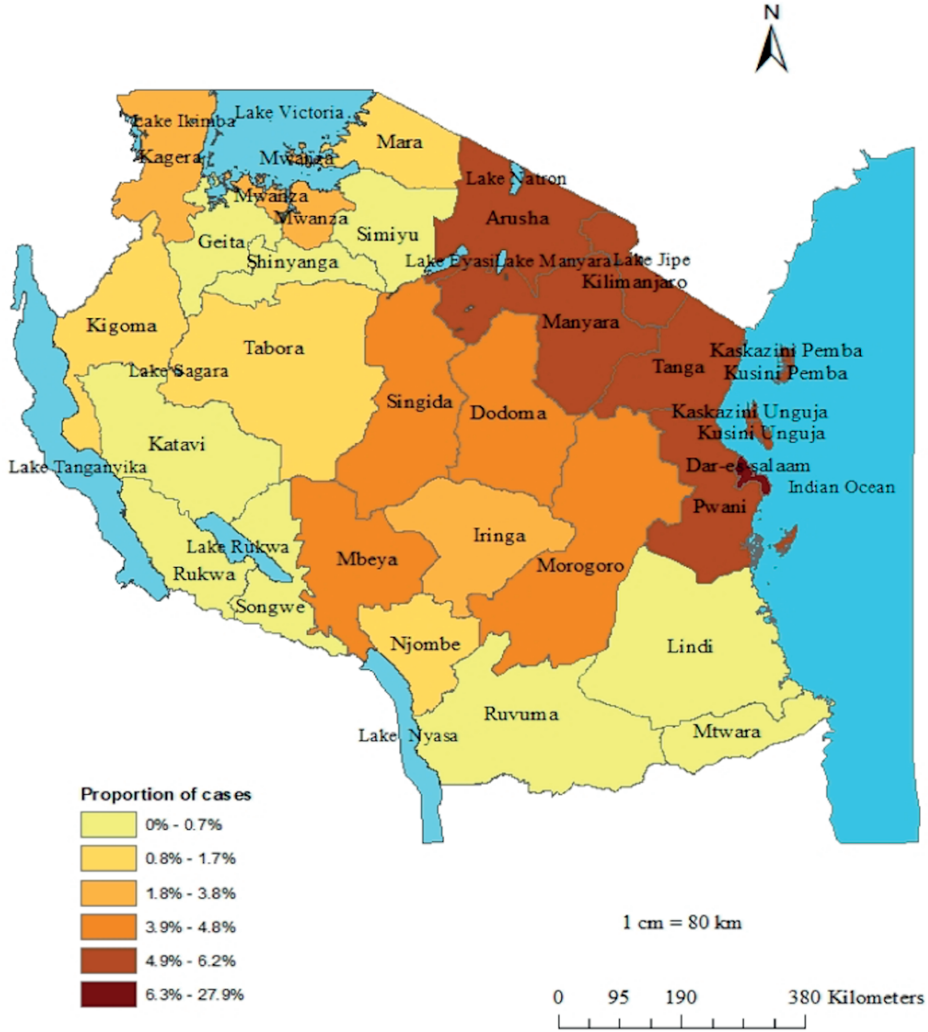 N
Lake Victoria
Lake Ikimba
Mara
Kagera
Mwanza
Lake Natron
Mwanza
Mwanza
Arusha
Simiyu
Geita
Shinyanga
Lake Eyasi
Lake Manyara
Lake Jipe
Kilimanjaro
Kigoma
Manyara
Tabora
Kaskazini Pemba
Lake Sagara
Tanga
Kusini Pemba
Singida
Dodoma
Kaskazini Unguja
Kusini Unguja
Katavi
Lake Tanganyika
Dar-es-salaam
Indian Ocean
Pwani
Iringa
Lake Rukwa
Mbeya
Morogoro
Rukwa
Songwe
Njombe
Lindi
Ruvuma
Lake Nyasa
Mtwara
Proportion of cases
0% - 0.7%
0.8% - 1.7%
1.8% - 3.8%
3.9% - 4.8%
4.9% - 6.2%
6.3% - 27.9%
1 cm = 80 km
0 95 190 380 Kilometers